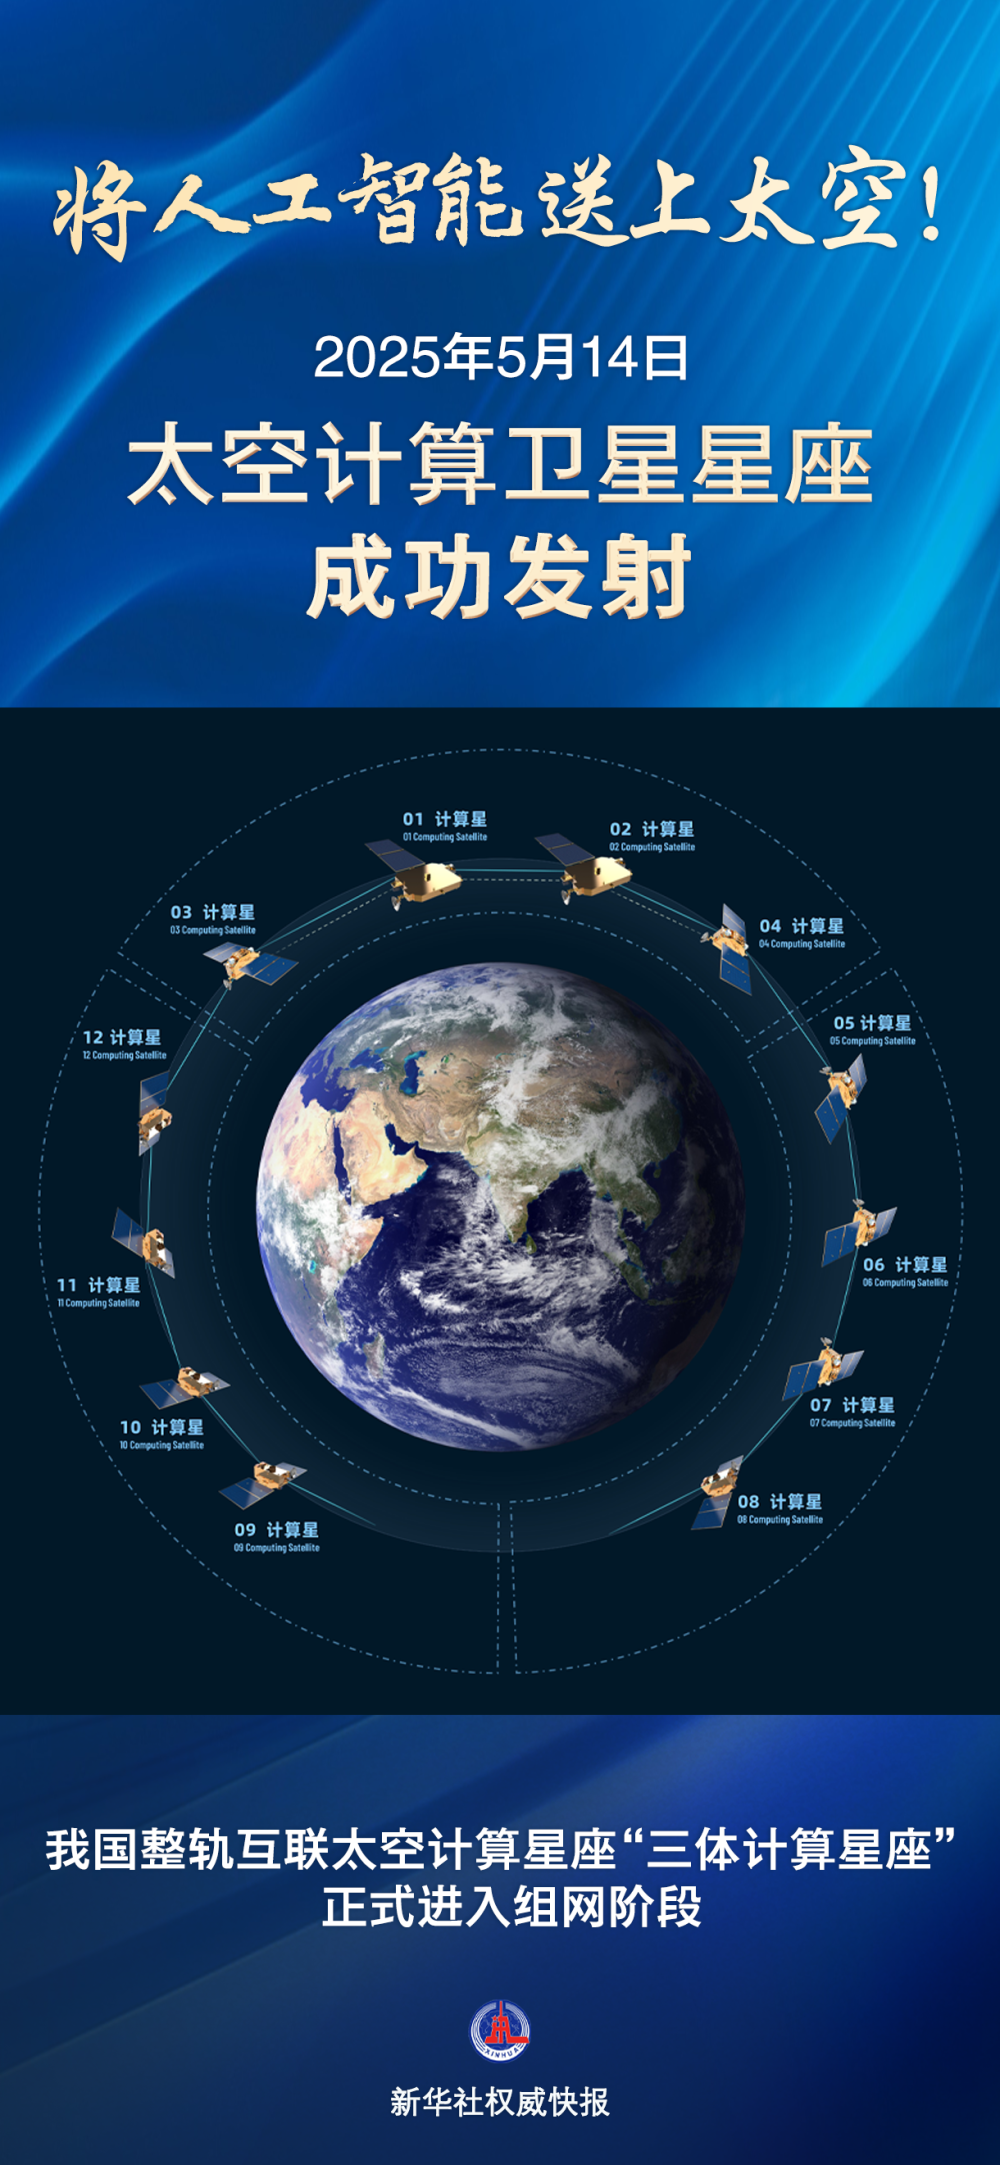 将人工智能送上太空!
2025年5月14日
太空计算卫星星座
成功发射
01 计算星
01 Computing Satellite
02 计算星
02 Computing Satellite
03 计算星
03 Computing Satellite
04 计算星
04 Computing Satellite
12 计算星
12 Computing Satellite
05 计算星
05 Computing Satellite
11 计算星
11 Computing Satellite
06 计算星
06 Computing Satellite
10 计算星
10 Computing Satellite
07 计算星
07 Computing Satellite
09 计算星
09 Computing Satellite
08 计算星
08 Computing Satellite
我国整轨互联太空计算星座“三体计算星座”
正式进入组网阶段
XINHUA
新华社权威快报